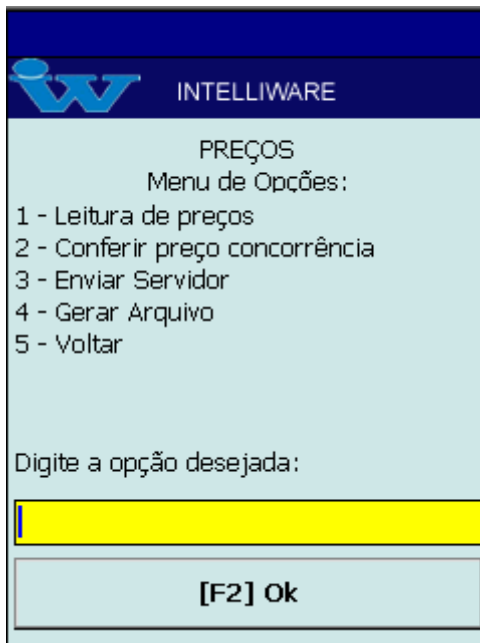 INTELLIWARE
PREÇOS
Menu de Opções:
1 - Leitura de preços
2 - Conferir preço concorrência
3 - Enviar Servidor
4 - Gerar Arquivo
5 - Voltar
Digite a opção desejada:
[F2] Ok